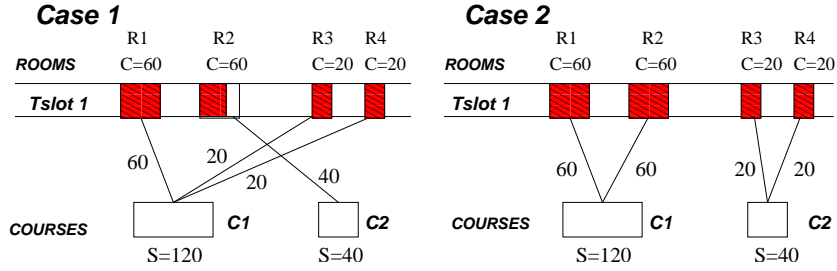 Case 1 Case 2
R1 R2 R3 R4 R1 R2 R3 R4
ROOMS C=60 C=60 C=20 C=20 ROOMS C=60 C=60 C=20 C=20
Tslot 1 Tslot 1
60 20 20 40 60 60 20 20
COURSES C1 C2 COURSES C1 C2
S=120 S=40 S=120 S=40